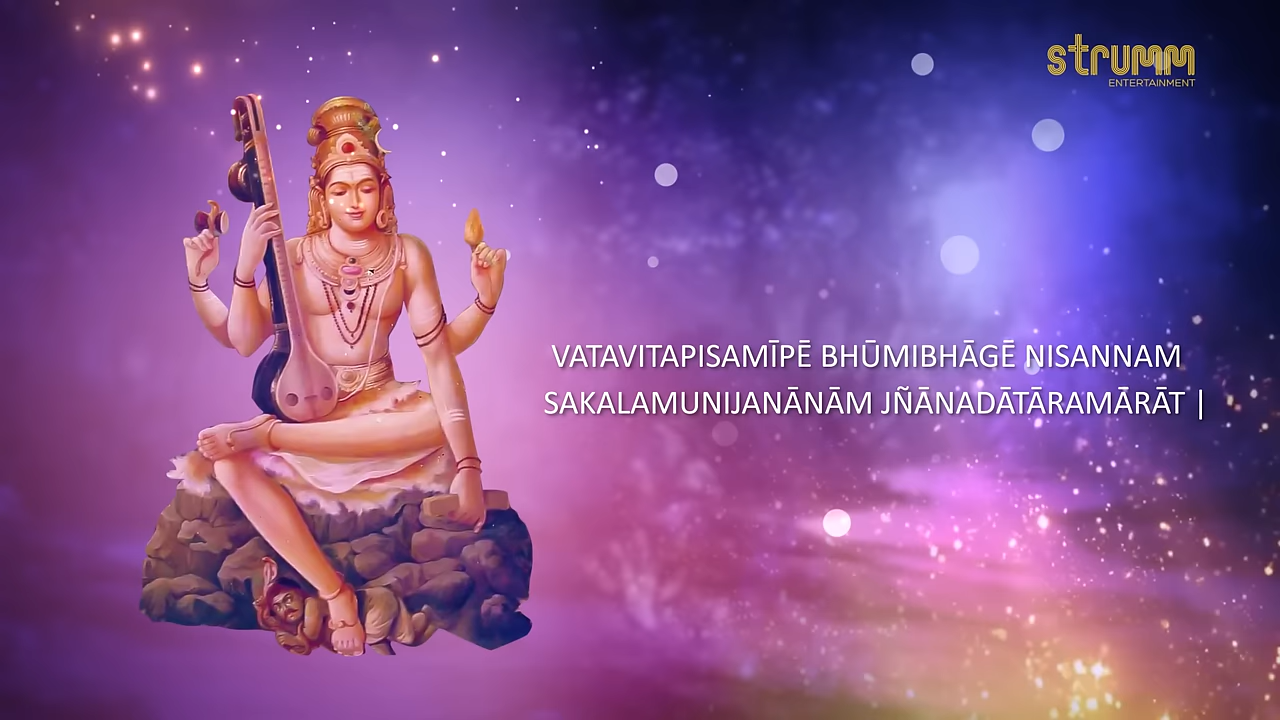 strumm
ENTERTAINMENT
VATAVITAPISAMĪPĒ BHŪMIBHĀGĒ NISANNAM
SAKALAMUNIJANĀNĀM JÑĀNADĀTĀRAMĀRĀT |